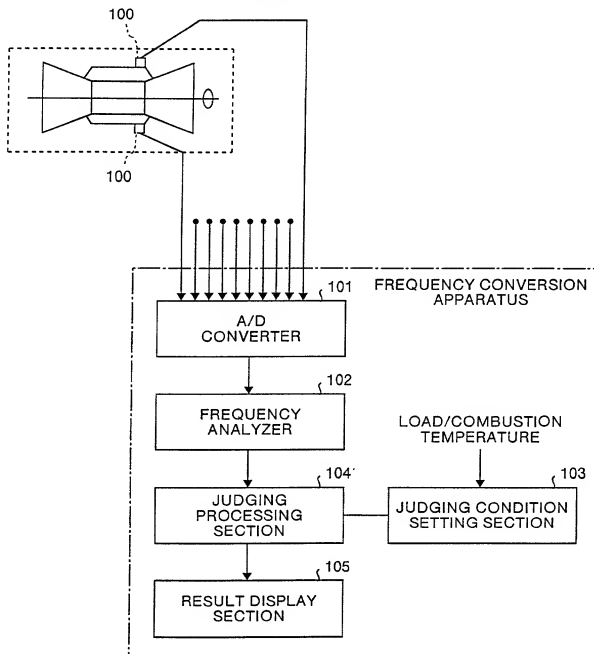 100
100
FREQUENCY CONVERSION
APPARATUS
101
A/D
CONVERTER
102
FREQUENCY
ANALYZER
LOAD/COMBUSTION
TEMPERATURE
104
JUDGING
PROCESSING
SECTION
103
JUDGING CONDITION
SETTING SECTION
105
RESULT DISPLAY
SECTION